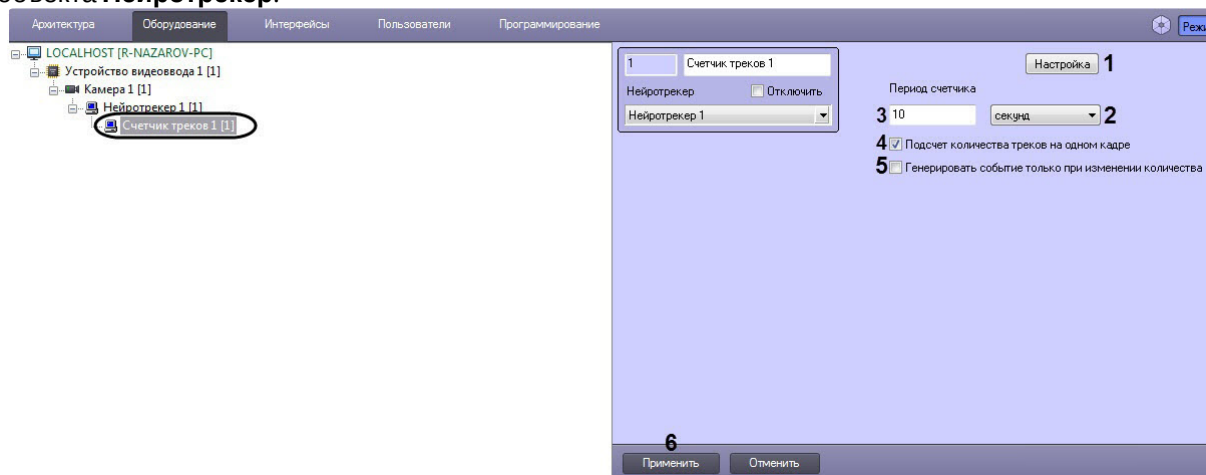 объекта Нейротрекер.
Архитектура Оборудование Интерфейсы Пользователи Программирование
LOCALHOST [R-NAZAROV-PC]
Устройство видеоввода 1 [1]
Камера 1 [1]
Нейротрекер 1 [1]
Счетчик треков 1 [1]
1 Счетчик треков 1
Нейротрекер Отключить
Нейротрекер 1
Настройка 1
Период счетчика
3 10 секунд 2
4 Подсчет количества треков на одном кадре
5 Генерировать событие только при изменении количества
6
Применить Отменить